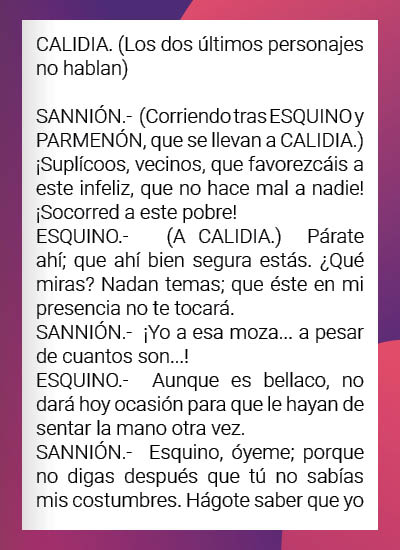 CALIDIA. (Los dos últimos personajes
no hablan)
SANNIÓN.- (Corriendo tras ESQUINO y
PARMENÓN, que se llevan a CALIDIA.)
¡Suplícoos, vecinos, que favorezcáis a
este infeliz, que no hace mal a nadie!
¡Socorred a este pobre!
ESQUINO.- (A CALIDIA.) Párate
ahí; que ahí bien segura estás. ¿Qué
miras? Nadan temas; que éste en mi
presencia no te tocará.
SANNIÓN.- ¡Yo a esa moza... a pesar
de cuantos son...!
ESQUINO.- Aunque es bellaco, no
dará hoy ocasión para que le hayan de
sentar la mano otra vez.
SANNIÓN.- Esquino, óyeme; porque
no digas después que tú no sabías
mis costumbres. Hágote saber que yo